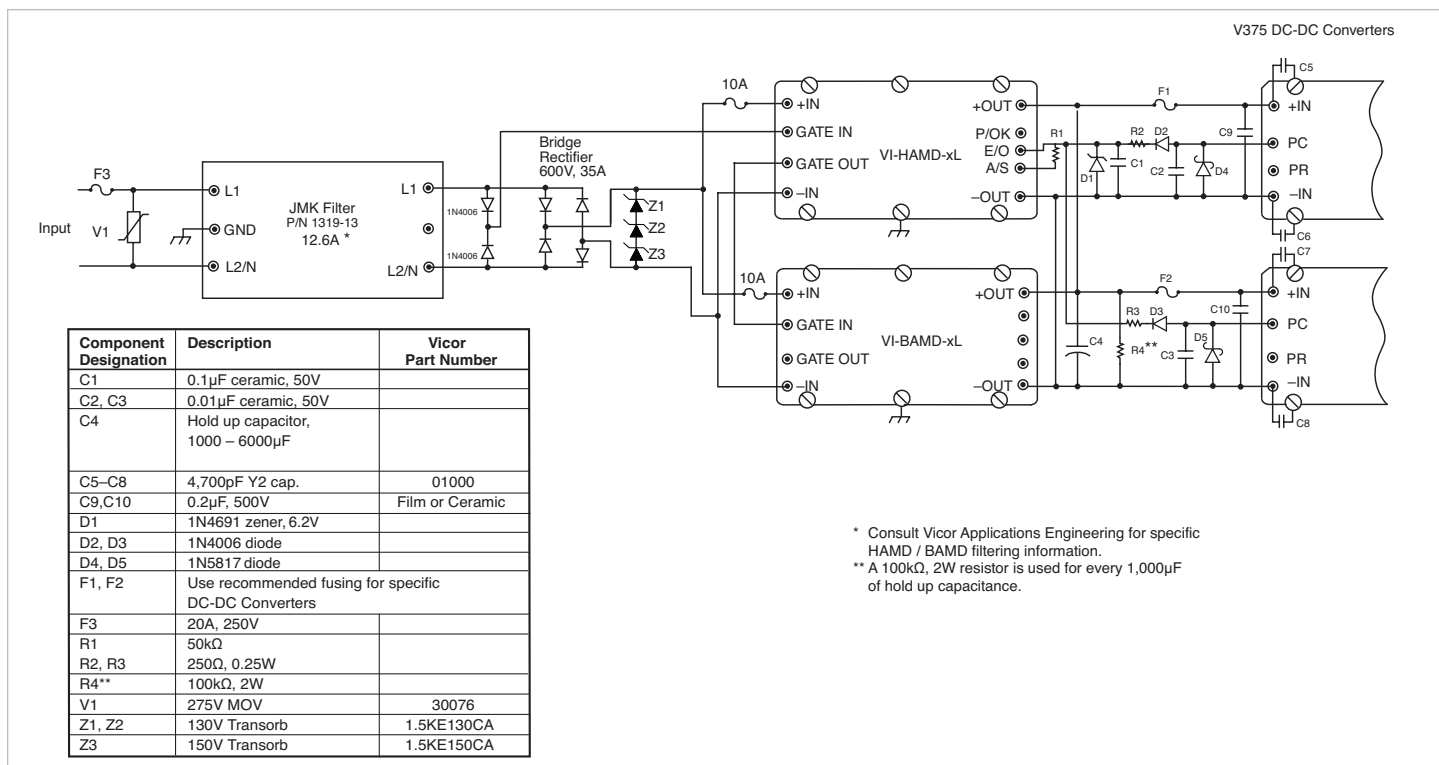 V375 DC-DC Converters
C5
10A
F1
+IN
+OUT
+IN
GATE IN
P/OK
R1
R2
D2
C9
Bridge
Rectifier
600V, 35A
E/O
PC
F3
GATE OUT
VI-HAMD-xL
A/S
D1
C1
C2
D4
PR
L1
L1
–IN
–OUT
–IN
1N4006
Z1
JMK Filter
P/N 1319-13
12.6A *
Input
V1
GND
Z2
C6
1N4006
Z3
C7
L2/N
L2/N
10A
F2
+IN
+OUT
+IN
C10
R3
D3
GATE IN
PC
VI-BAMD-xL
C4
D5
GATE OUT
R4**
C3
PR
–IN
–OUT
–IN
C8
Component Designation Description Vicor Part Number
C1 0.1µF ceramic, 50V
C2, C3 0.01µF ceramic, 50V
C4 Hold up capacitor,
1000 – 6000µF
C5–C8 4,700pF Y2 cap. 01000
C9,C10 0.2µF, 500V Film or Ceramic
D1 1N4691 zener, 6.2V
D2, D3 1N4006 diode
D4, D5 1N5817 diode
F1, F2 Use recommended fusing for specific
DC-DC Converters
F3 20A, 250V
R1 50kΩ
R2, R3 250Ω, 0.25W
R4** 100kΩ, 2W
V1 275V MOV 30076
Z1, Z2 130V Transorb 1.5KE130CA
Z3 150V Transorb 1.5KE150CA
* Consult Vicor Applications Engineering for specific
HAMD / BAMD filtering information.
** A 100kΩ, 2W resistor is used for every 1,000µF
of hold up capacitance.